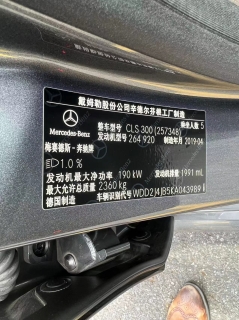 戴姆勒股份公司辛德尔芬根工厂制造
Mercedes-Benz
梅赛德斯-奔驰牌
整车型号 CLS 300 (257348)
乘坐人数 5
发动机型号 264 920
制造年月 2019-04
1.0 %
发动机最大净功率 190 kW
发动机排量 1991 mL
最大允许总质量 2360 kg
德国制造
车辆识别代号 WDD2J4JB5KA043989